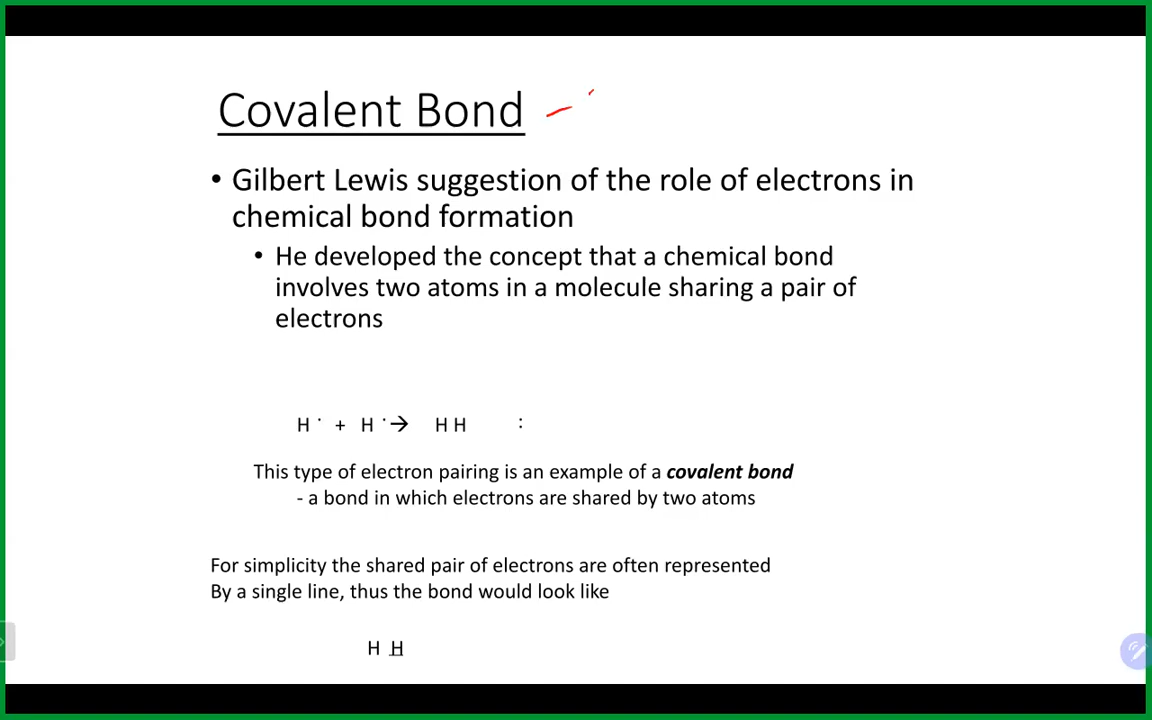 Covalent Bond
• Gilbert Lewis suggestion of the role of electrons in
chemical bond formation
• He developed the concept that a chemical bond
involves two atoms in a molecule sharing a pair of
electrons
H · + H ·→ H H :
This type of electron pairing is an example of a covalent bond
- a bond in which electrons are shared by two atoms
For simplicity the shared pair of electrons are often represented
By a single line, thus the bond would look like
H H